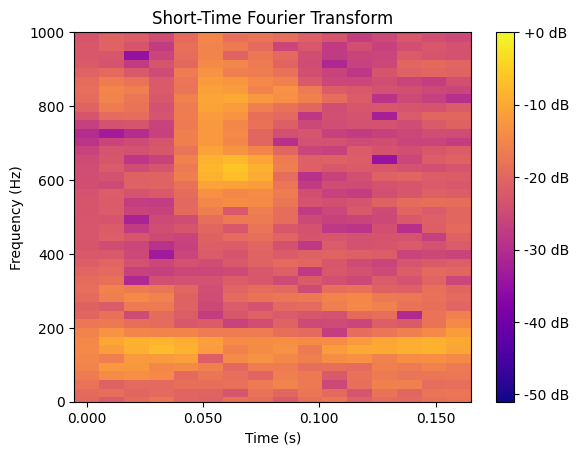 Short-Time Fourier Transform
1000
800
600
400
200
0
Frequency (Hz)
0.000
0.050
0.100
0.150
Time (s)
+0 dB
-10 dB
-20 dB
-30 dB
-40 dB
-50 dB